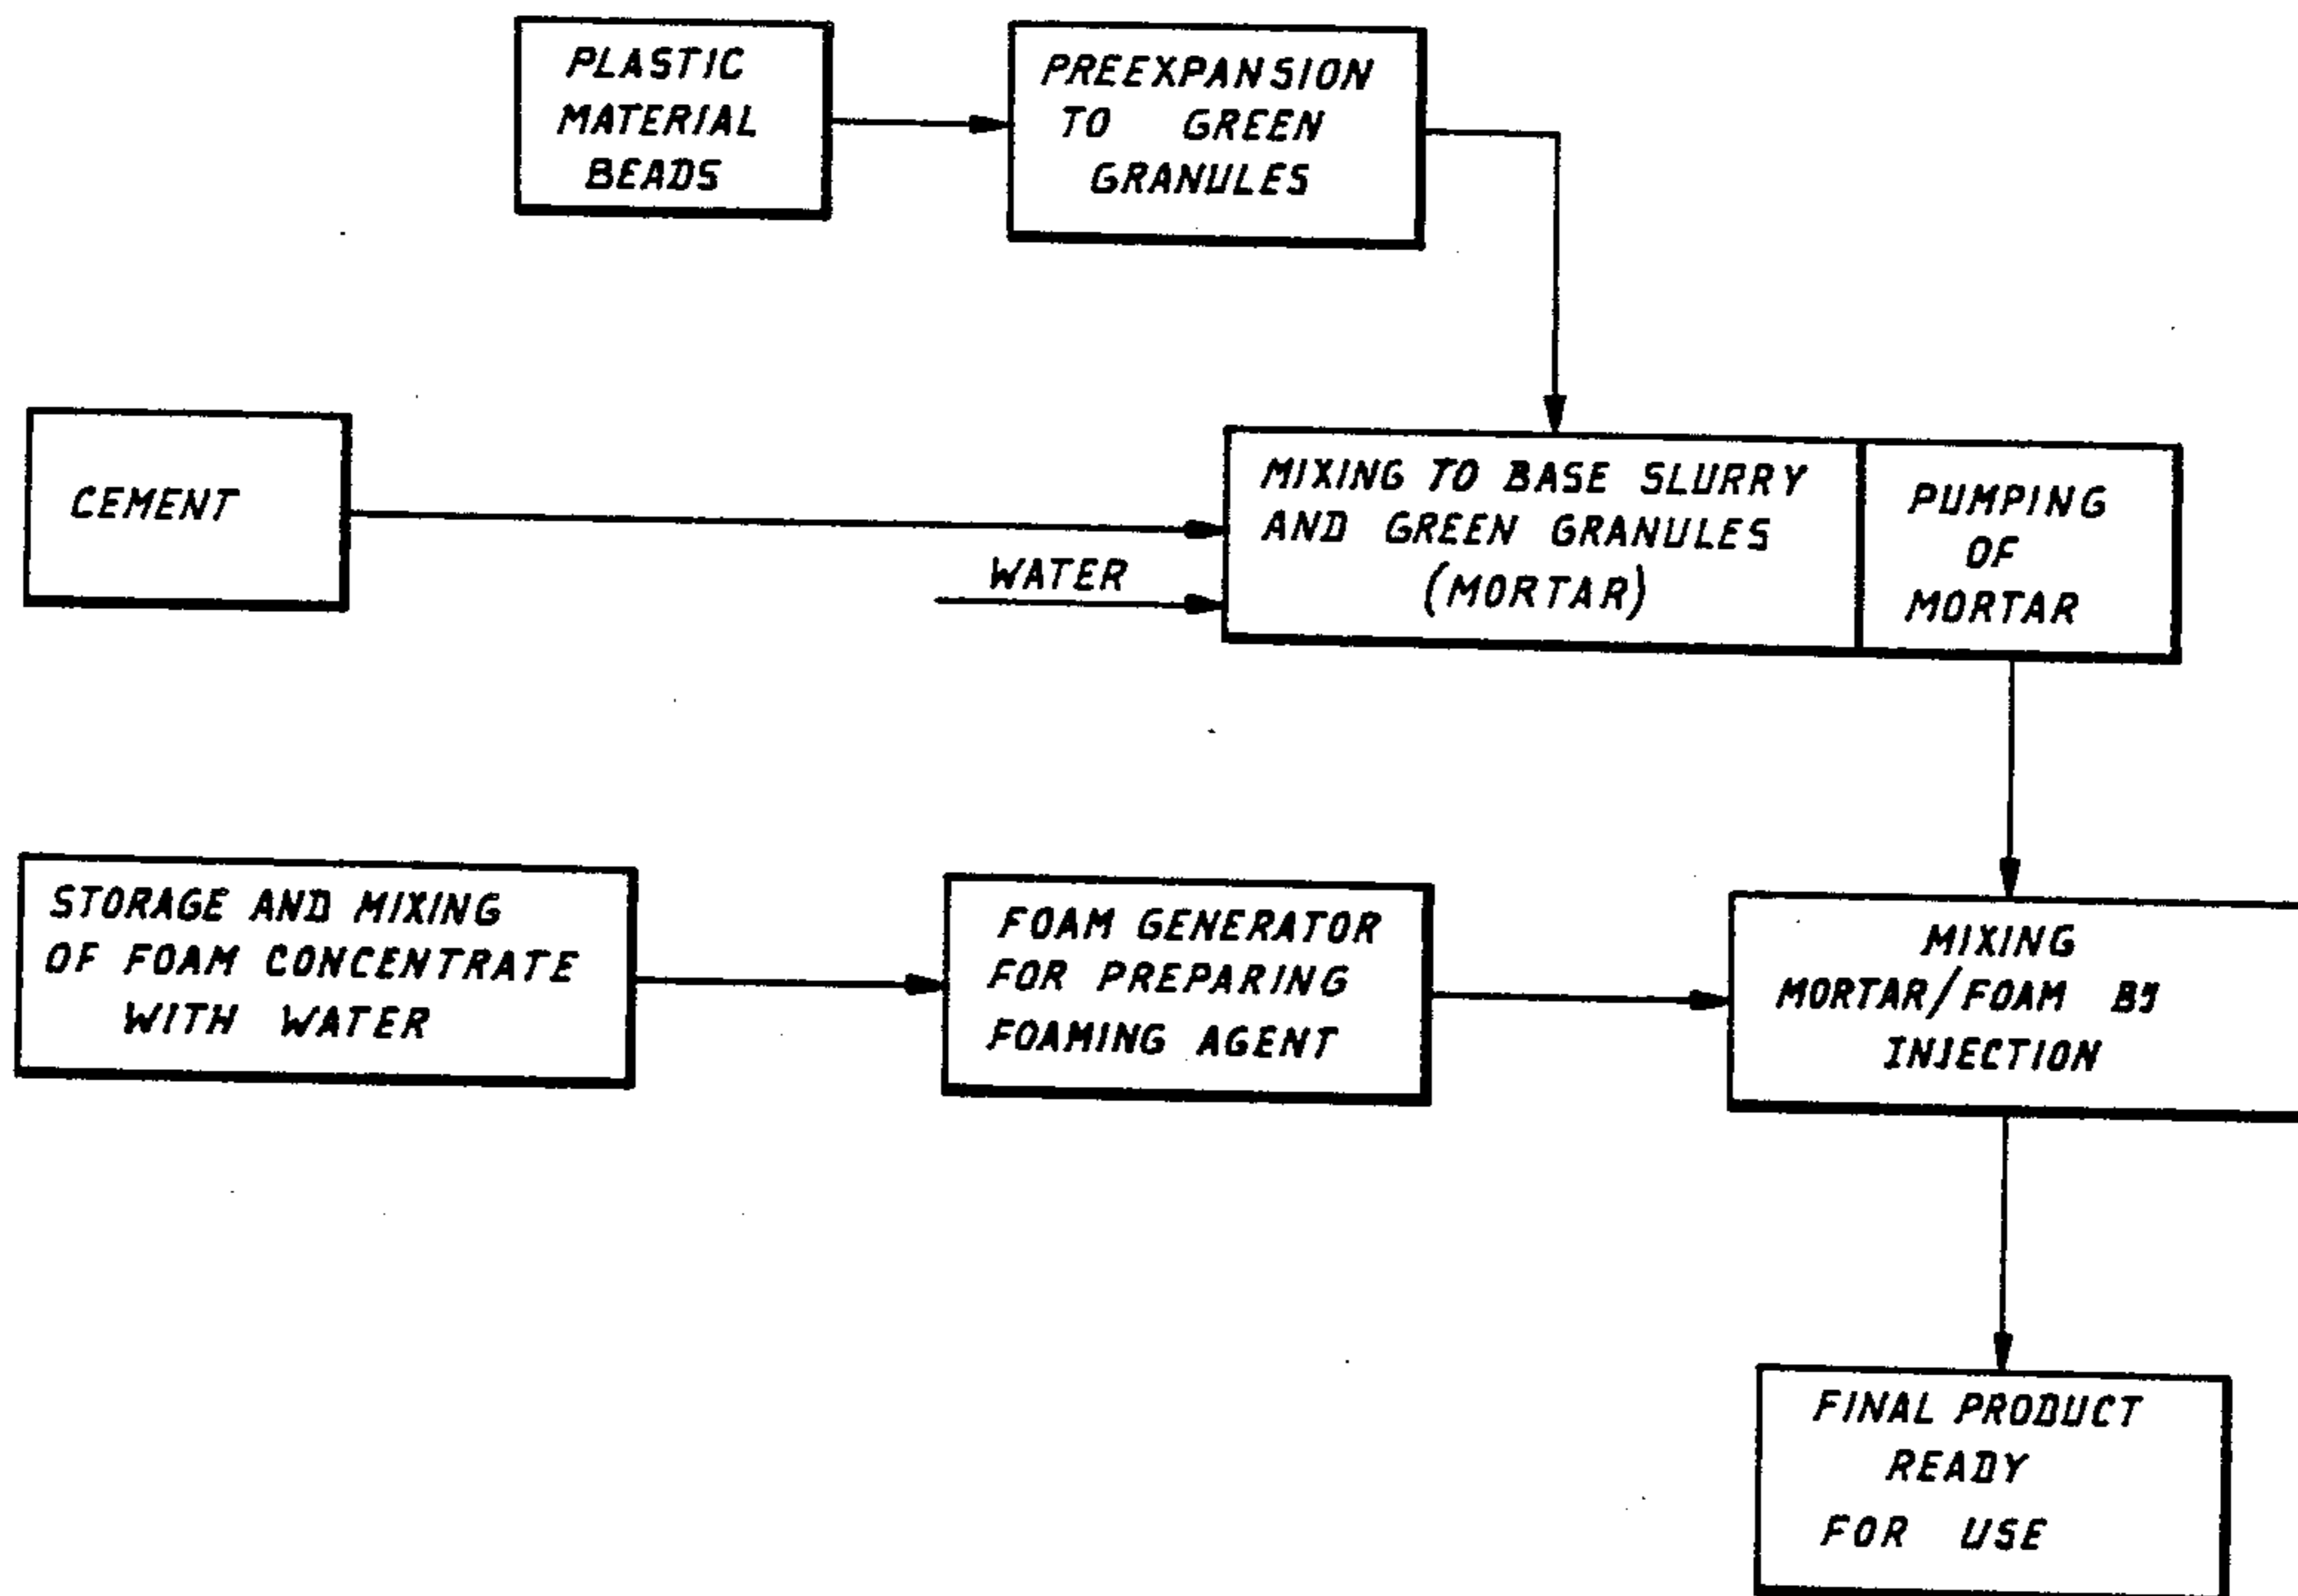 PLASTIC
MATERIAL
BEADS
PREEXPANSION
TO GREEN
GRANULES
CEMENT
WATER
MIXING TO BASE SLURRY
AND GREEN GRANULES
(MORTAR)
PUMPING
OF
MORTAR
STORAGE AND MIXING
OF FOAM CONCENTRATE
WITH WATER
FOAM GENERATOR
FOR PREPARING
FOAMING AGENT
MIXING
MORTAR/FOAM BY
INJECTION
FINAL PRODUCT
READY
FOR USE